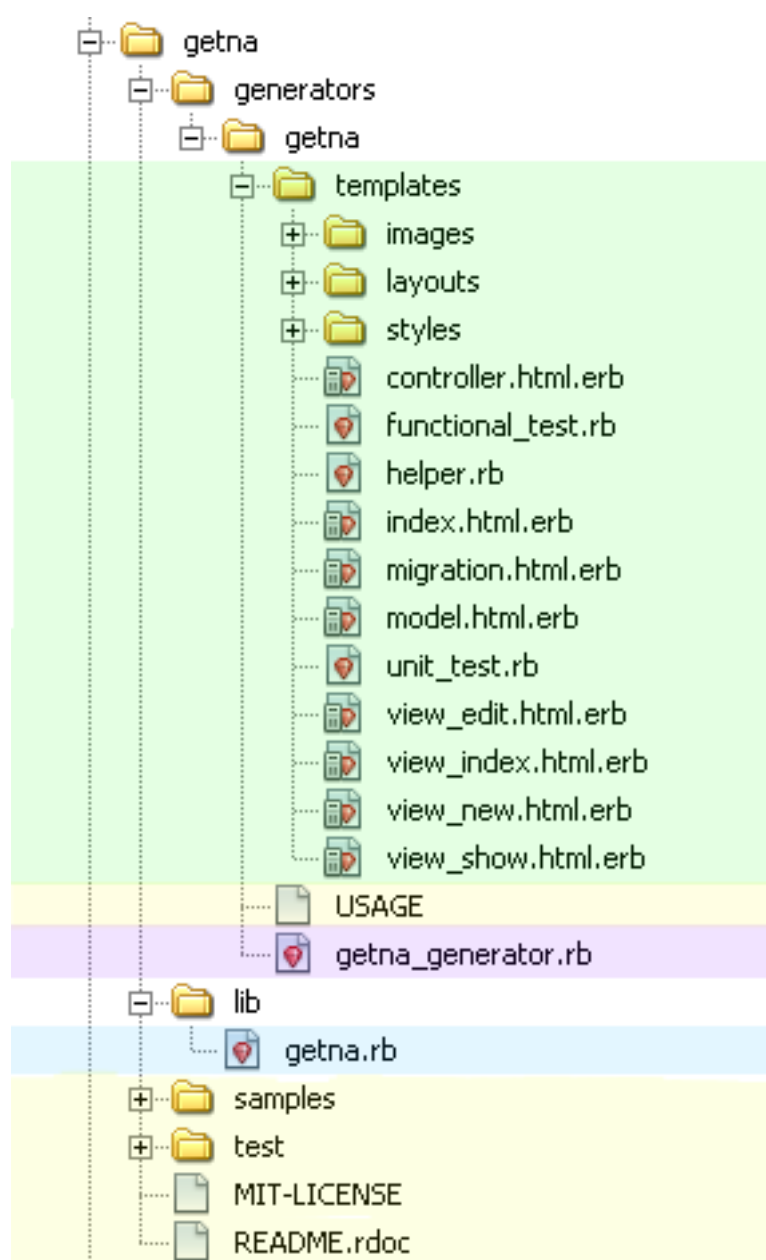 getna
generators
getna
templates
images
layouts
styles
controller.html.erb
functional_test.rb
helper.rb
index.html.erb
migration.html.erb
model.html.erb
unit_test.rb
view_edit.html.erb
view_index.html.erb
view_new.html.erb
view_show.html.erb
USAGE
getna_generator.rb
lib
getna.rb
samples
test
MIT-LICENSE
README.rdoc